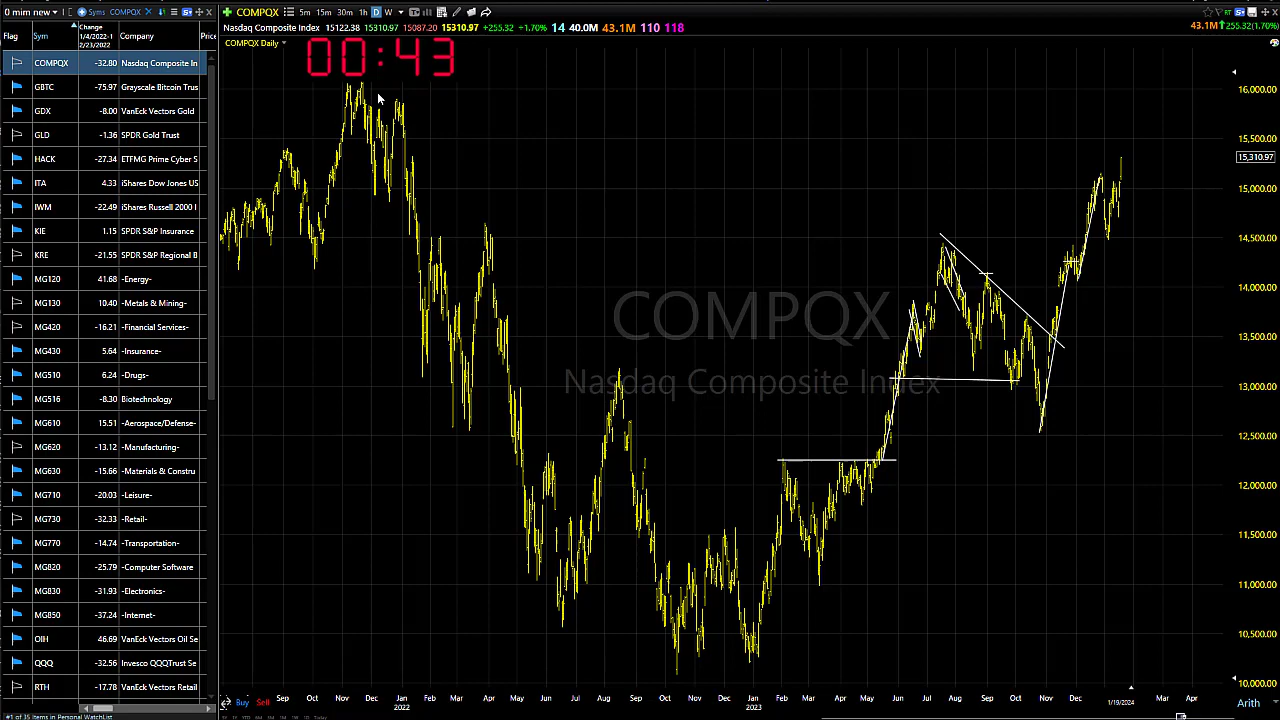 0 min new Syms COMPQX
Flag Sym Change 1/14/2022-1 2/23/2022 Company Price
COMPQX -32.80 Nasdaq Composite In
GBTC -75.97 Grayscale Bitcoin Trus
GDX -8.00 VanEck Vectors Gold
GLD -1.36 SPDR Gold Trust
HACK -27.34 ETFMG Prime Cyber S
ITA 4.33 iShares Dow Jones US
IWM -22.49 iShares Russell 2000 I
KIE 1.15 SPDR S&P Insurance
KRE -21.55 SPDR S&P Regional B
MG120 41.68 -Energy-
MG130 10.40 -Metals & Mining-
MG420 -16.21 -Financial Services-
MG430 5.64 -Insurance-
MG510 6.24 -Drugs-
MG516 -8.30 Biotechnology
MG610 15.51 -Aerospace/Defense-
MG620 -13.12 -Manufacturing-
MG630 -15.66 -Materials & Constru
MG710 -20.03 -Leisure-
MG730 -32.33 -Retail-
MG770 -14.74 -Transportation-
MG820 -25.79 -Computer Software
MG830 -31.93 -Electronics-
MG850 -37.24 -Internet-
OIH 46.69 VanEck Vectors Oil Se
QQQ -32.56 Invesco QQQTrust Se
RTH -17.78 VanEck Vectors Retail
#1 of 35 Items in Personal WatchList
COMPQX 5m 15m 30m 1h D W
RT
Nasdaq Composite Index 15122.38 15310.97 15087.20 15310.97 +255.32 +1.70% 14 40.0M 43.1M 110 118
43.1M 255.32(1.70%)
COMPQX Daily
00:43
COMPQX
Nasdaq Composite Index
16,000.00
15,500.00
15,310.97
15,000.00
14,500.00
14,000.00
13,500.00
13,000.00
12,500.00
12,000.00
11,500.00
11,000.00
10,500.00
10,000.00
Sep Oct Nov Dec Jan Feb Mar Apr May Jun Jul Aug Sep Oct Nov Dec Jan Feb Mar Apr May Jun Jul Aug Sep Oct Nov Dec 1/19/2024 Mar Apr
2022 2023
Buy Sell
Arith